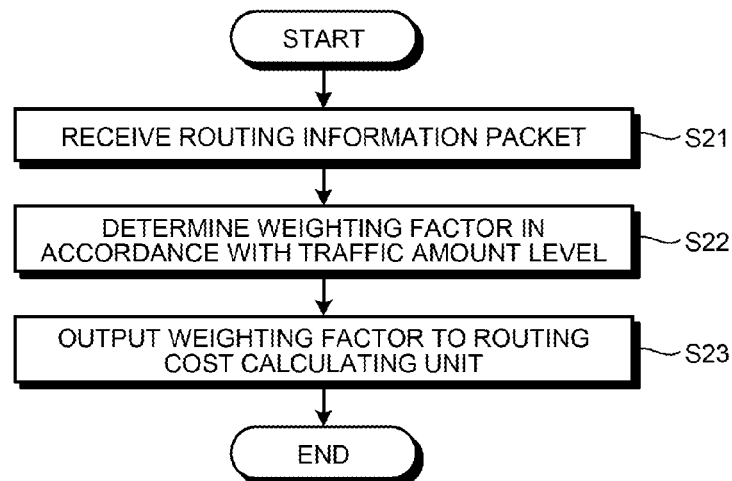 START
RECEIVE ROUTING INFORMATION PACKET
S21
DETERMINE WEIGHTING FACTOR IN
ACCORDANCE WITH TRAFFIC AMOUNT LEVEL
S22
OUTPUT WEIGHTING FACTOR TO ROUTING
COST CALCULATING UNIT
S23
END